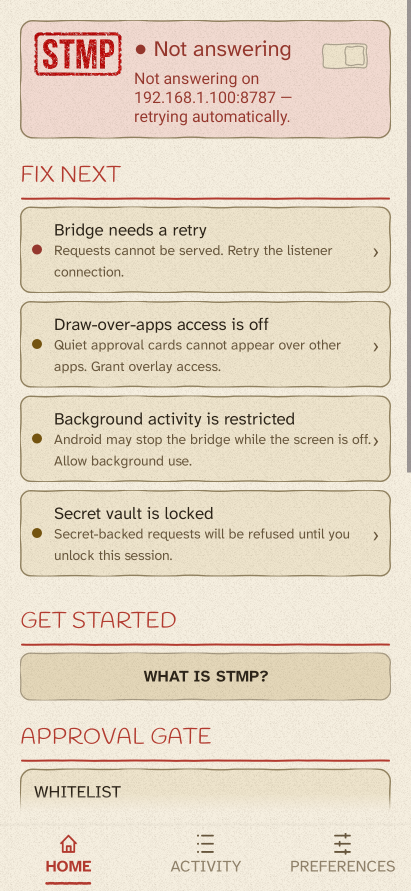 STMP
● Not answering
Not answering on
192.168.1.100:8787 —
retrying automatically.
FIX NEXT
Bridge needs a retry
Requests cannot be served. Retry the listener
connection.
›
Draw-over-apps access is off
Quiet approval cards cannot appear over other
apps. Grant overlay access.
›
Background activity is restricted
Android may stop the bridge while the screen is off.
Allow background use.
›
Secret vault is locked
Secret-backed requests will be refused until you
unlock this session.
›
GET STARTED
WHAT IS STMP?
APPROVAL GATE
WHITELIST
HOME
ACTIVITY
PREFERENCES